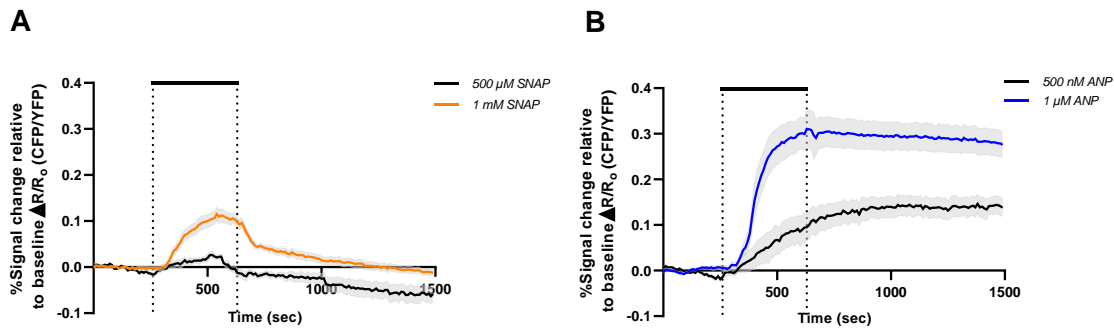 A
%Signal change relative
to baseline ▲R/R₀ (CFP/YFP)
0.4
0.3
0.2
0.1
0.0
-0.1
500
1000
1500
Time (sec)
500 µM SNAP
1 mM SNAP
B
%Signal change relative
to baseline ▲R/R₀ (CFP/YFP)
0.4
0.3
0.2
0.1
0.0
-0.1
500
1000
1500
Time (sec)
500 nM ANP
1 µM ANP